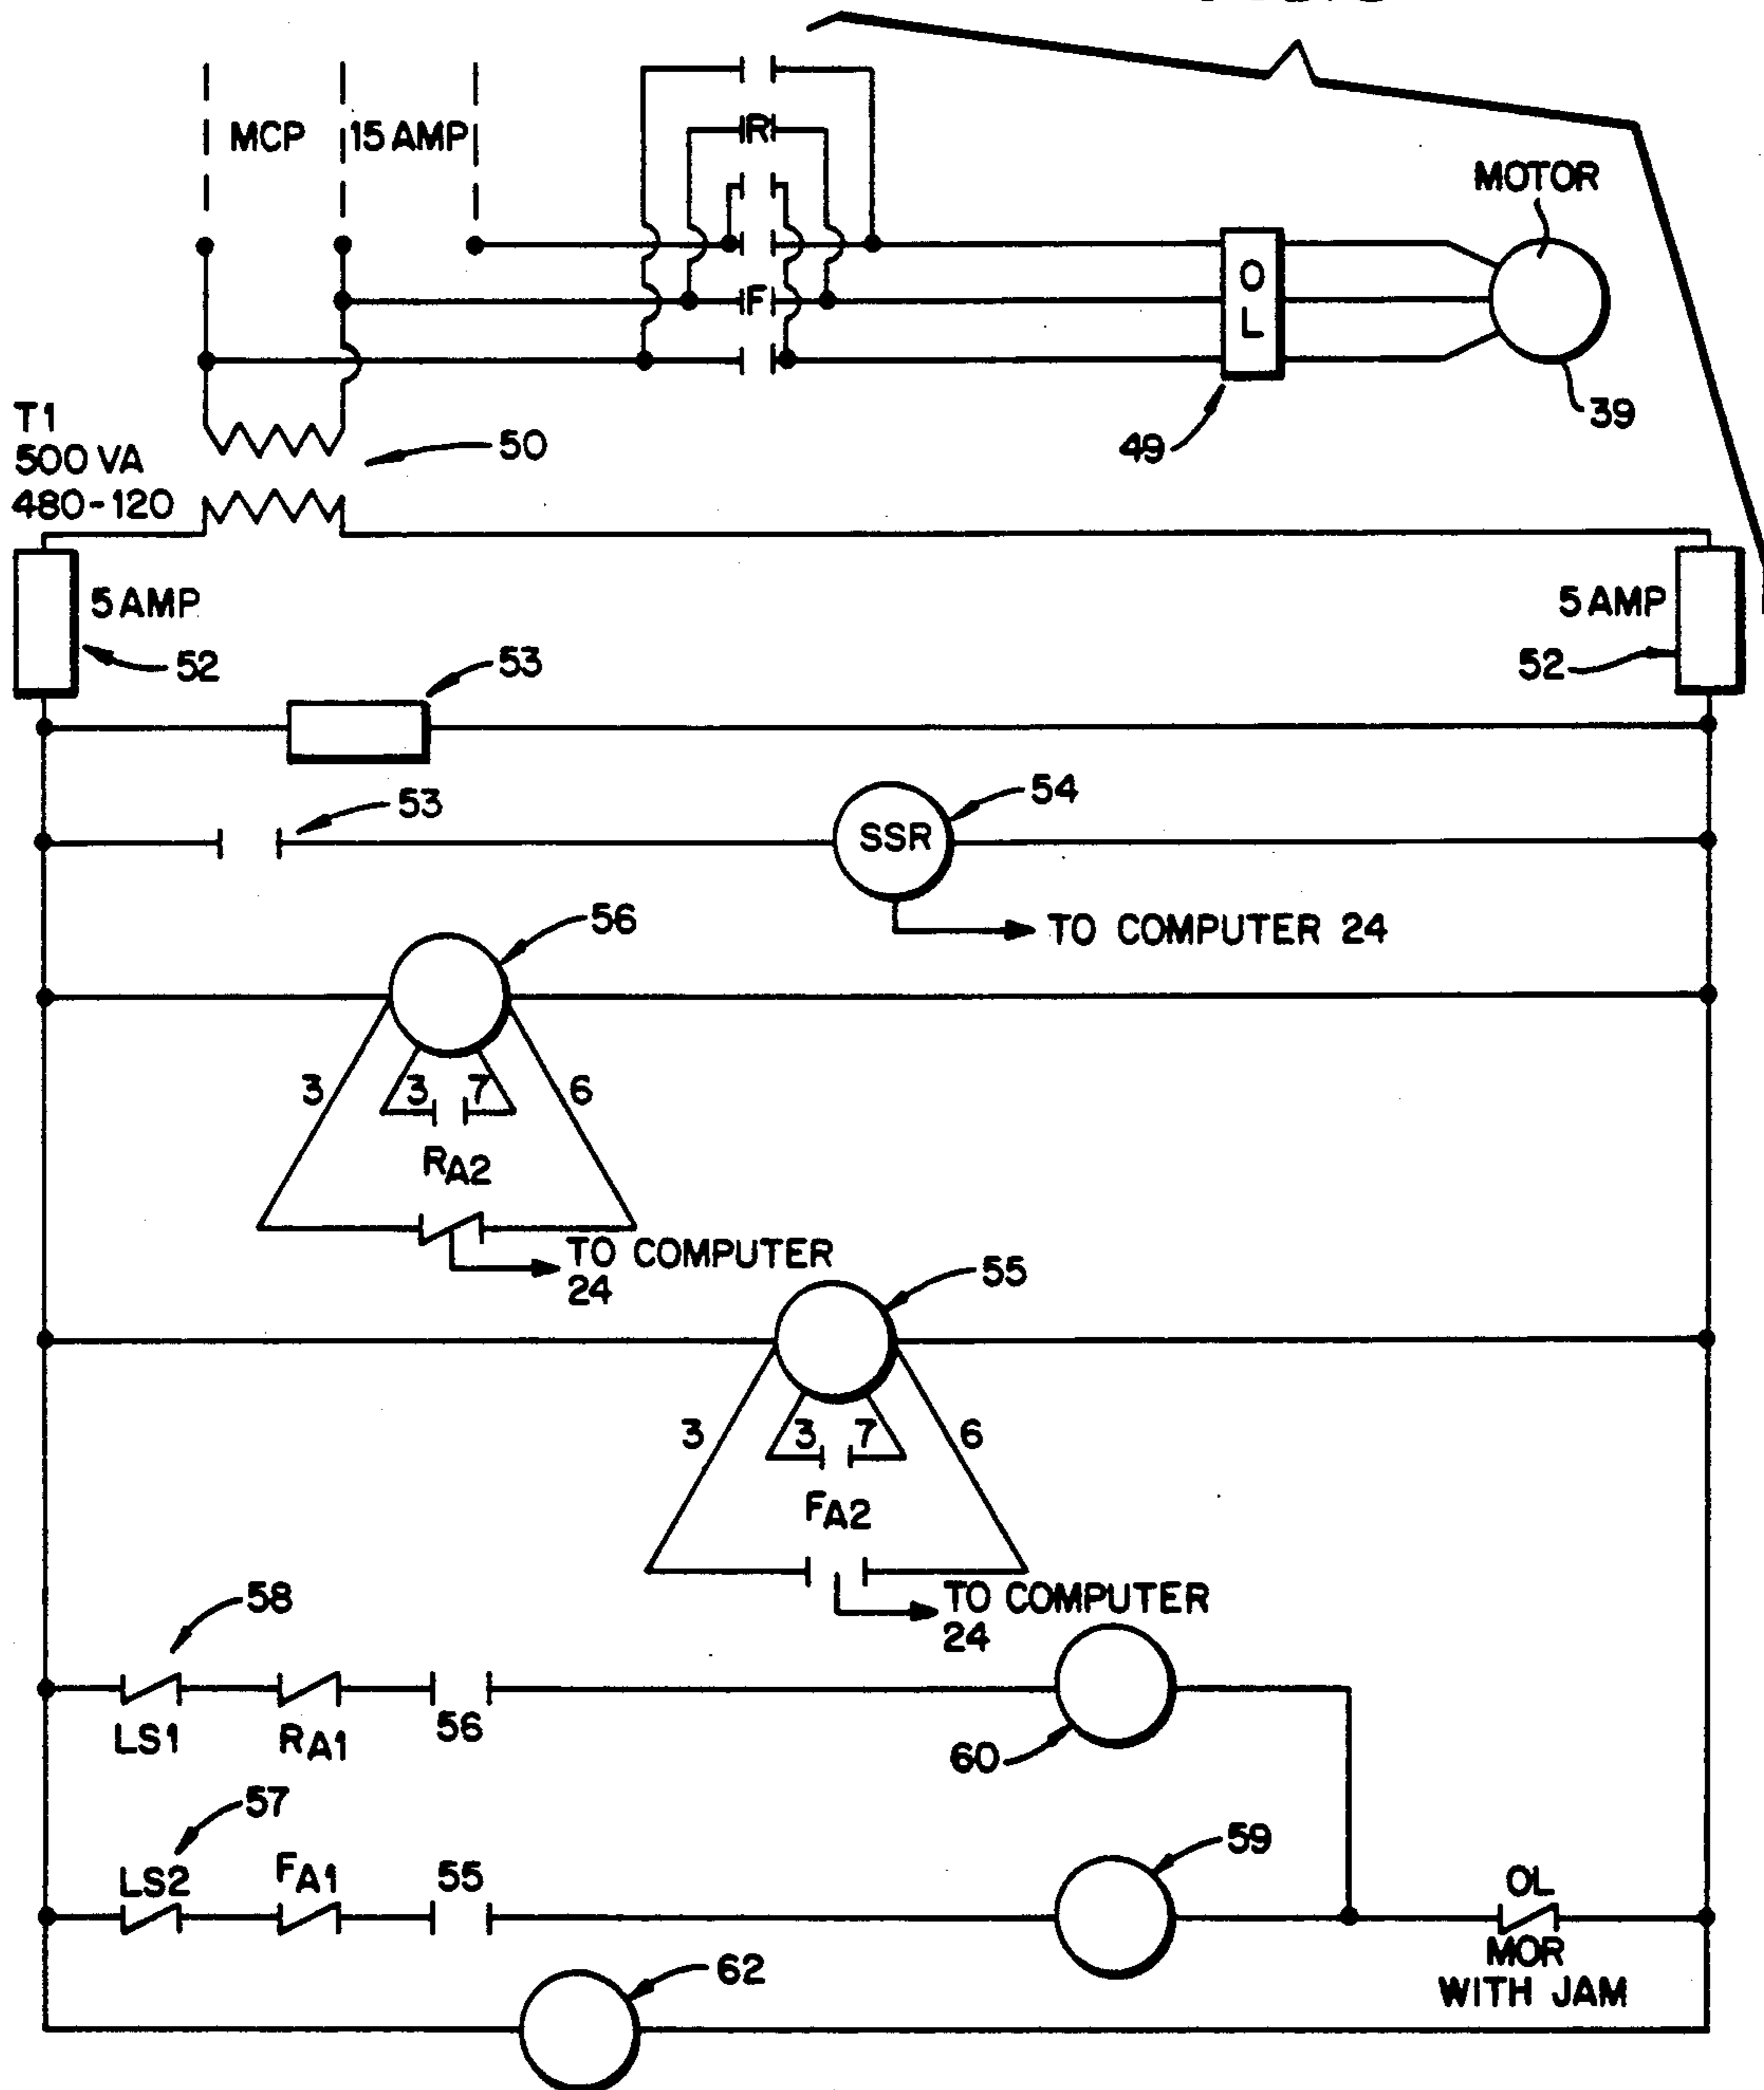 MCP
15 AMP
R
MOTOR
F
OL
39
49
T1
500 VA
480-120
50
5 AMP
52
5 AMP
52
53
53
SSR
54
TO COMPUTER 24
56
3
3
7
6
RA2
TO COMPUTER
24
55
3
3
7
6
FA2
TO COMPUTER
24
58
LS1
RA1
56
60
57
LS2
FA1
55
59
OL
MOR
WITH JAM
62